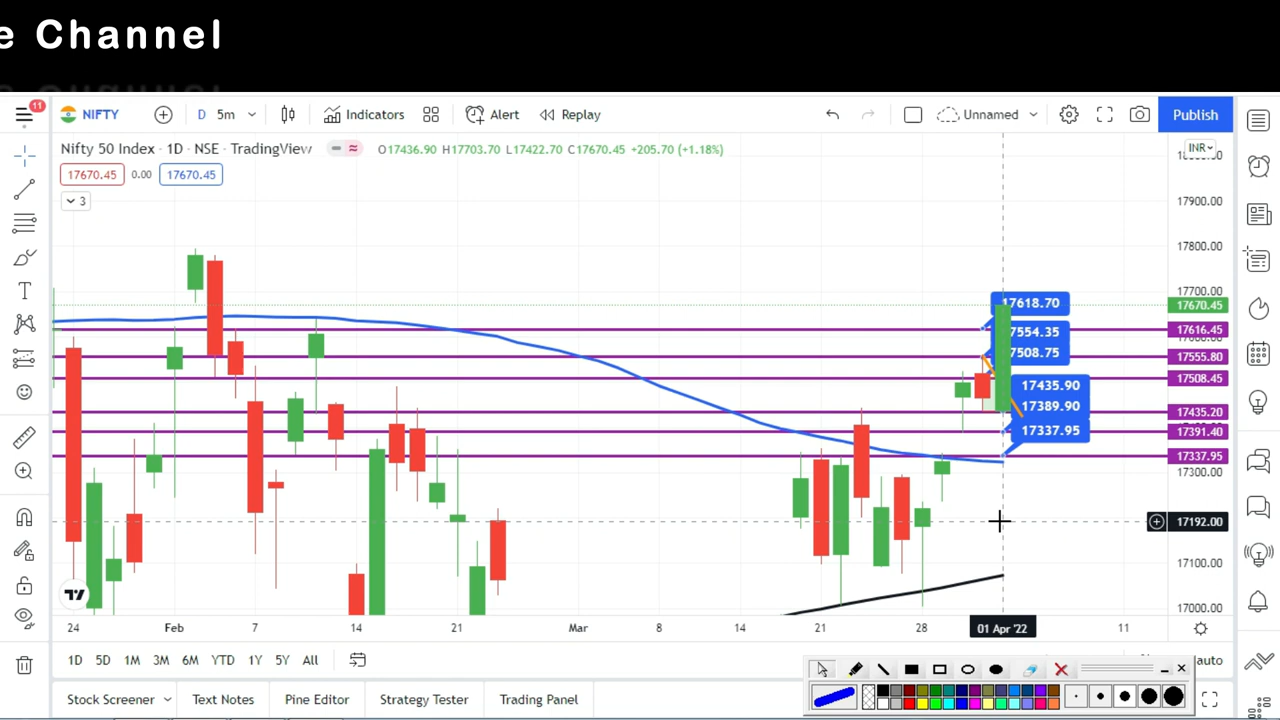 e Channel
11
NIFTY
D 5m
Indicators
Alert
Replay
Unnamed
Publish
Nifty 50 Index · 1D · NSE · TradingView
O17436.90 H17703.70 L17422.70 C17670.45 +205.70 (+1.18%)
INR
17670.45 0.00 17670.45
3
17900.00
17800.00
17700.00
17618.70
17670.45
17554.35
17616.45
17508.75
17555.80
17508.45
17435.90
17389.90
17435.20
17337.95
17391.40
17337.95
17300.00
17192.00
17100.00
17000.00
24 Feb 7 14 21 Mar 8 14 21 28 01 Apr '22 11
1D 5D 1M 3M 6M YTD 1Y 5Y All
auto
Stock Screener Text Notes Pine Editor Strategy Tester Trading Panel